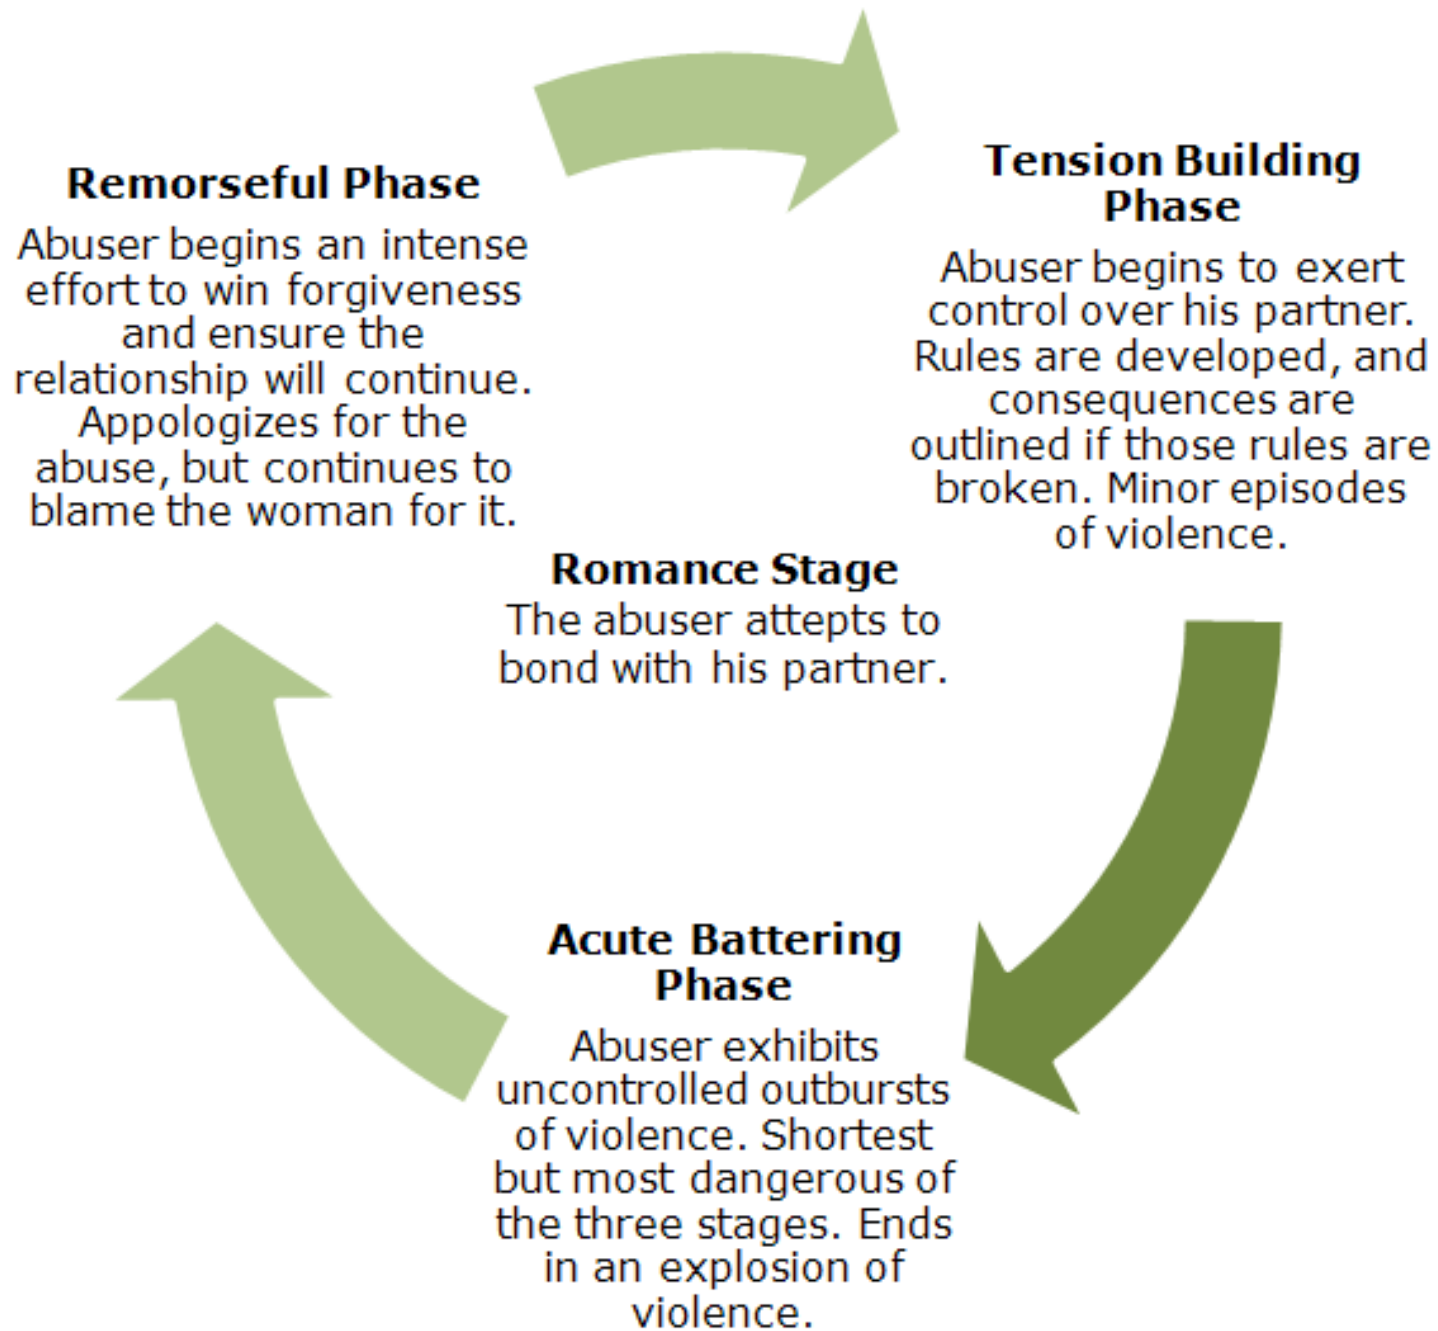 Remorseful Phase
Abuser begins an intense
effort to win forgiveness
and ensure the
relationship will continue.
Appologizes for the
abuse, but continues to
blame the woman for it.
Tension Building
Phase
Abuser begins to exert
control over his partner.
Rules are developed, and
consequences are
outlined if those rules are
broken. Minor episodes
of violence.
Romance Stage
The abuser attepts to
bond with his partner.
Acute Battering
Phase
Abuser exhibits
uncontrolled outbursts
of violence. Shortest
but most dangerous of
the three stages. Ends
in an explosion of
violence.